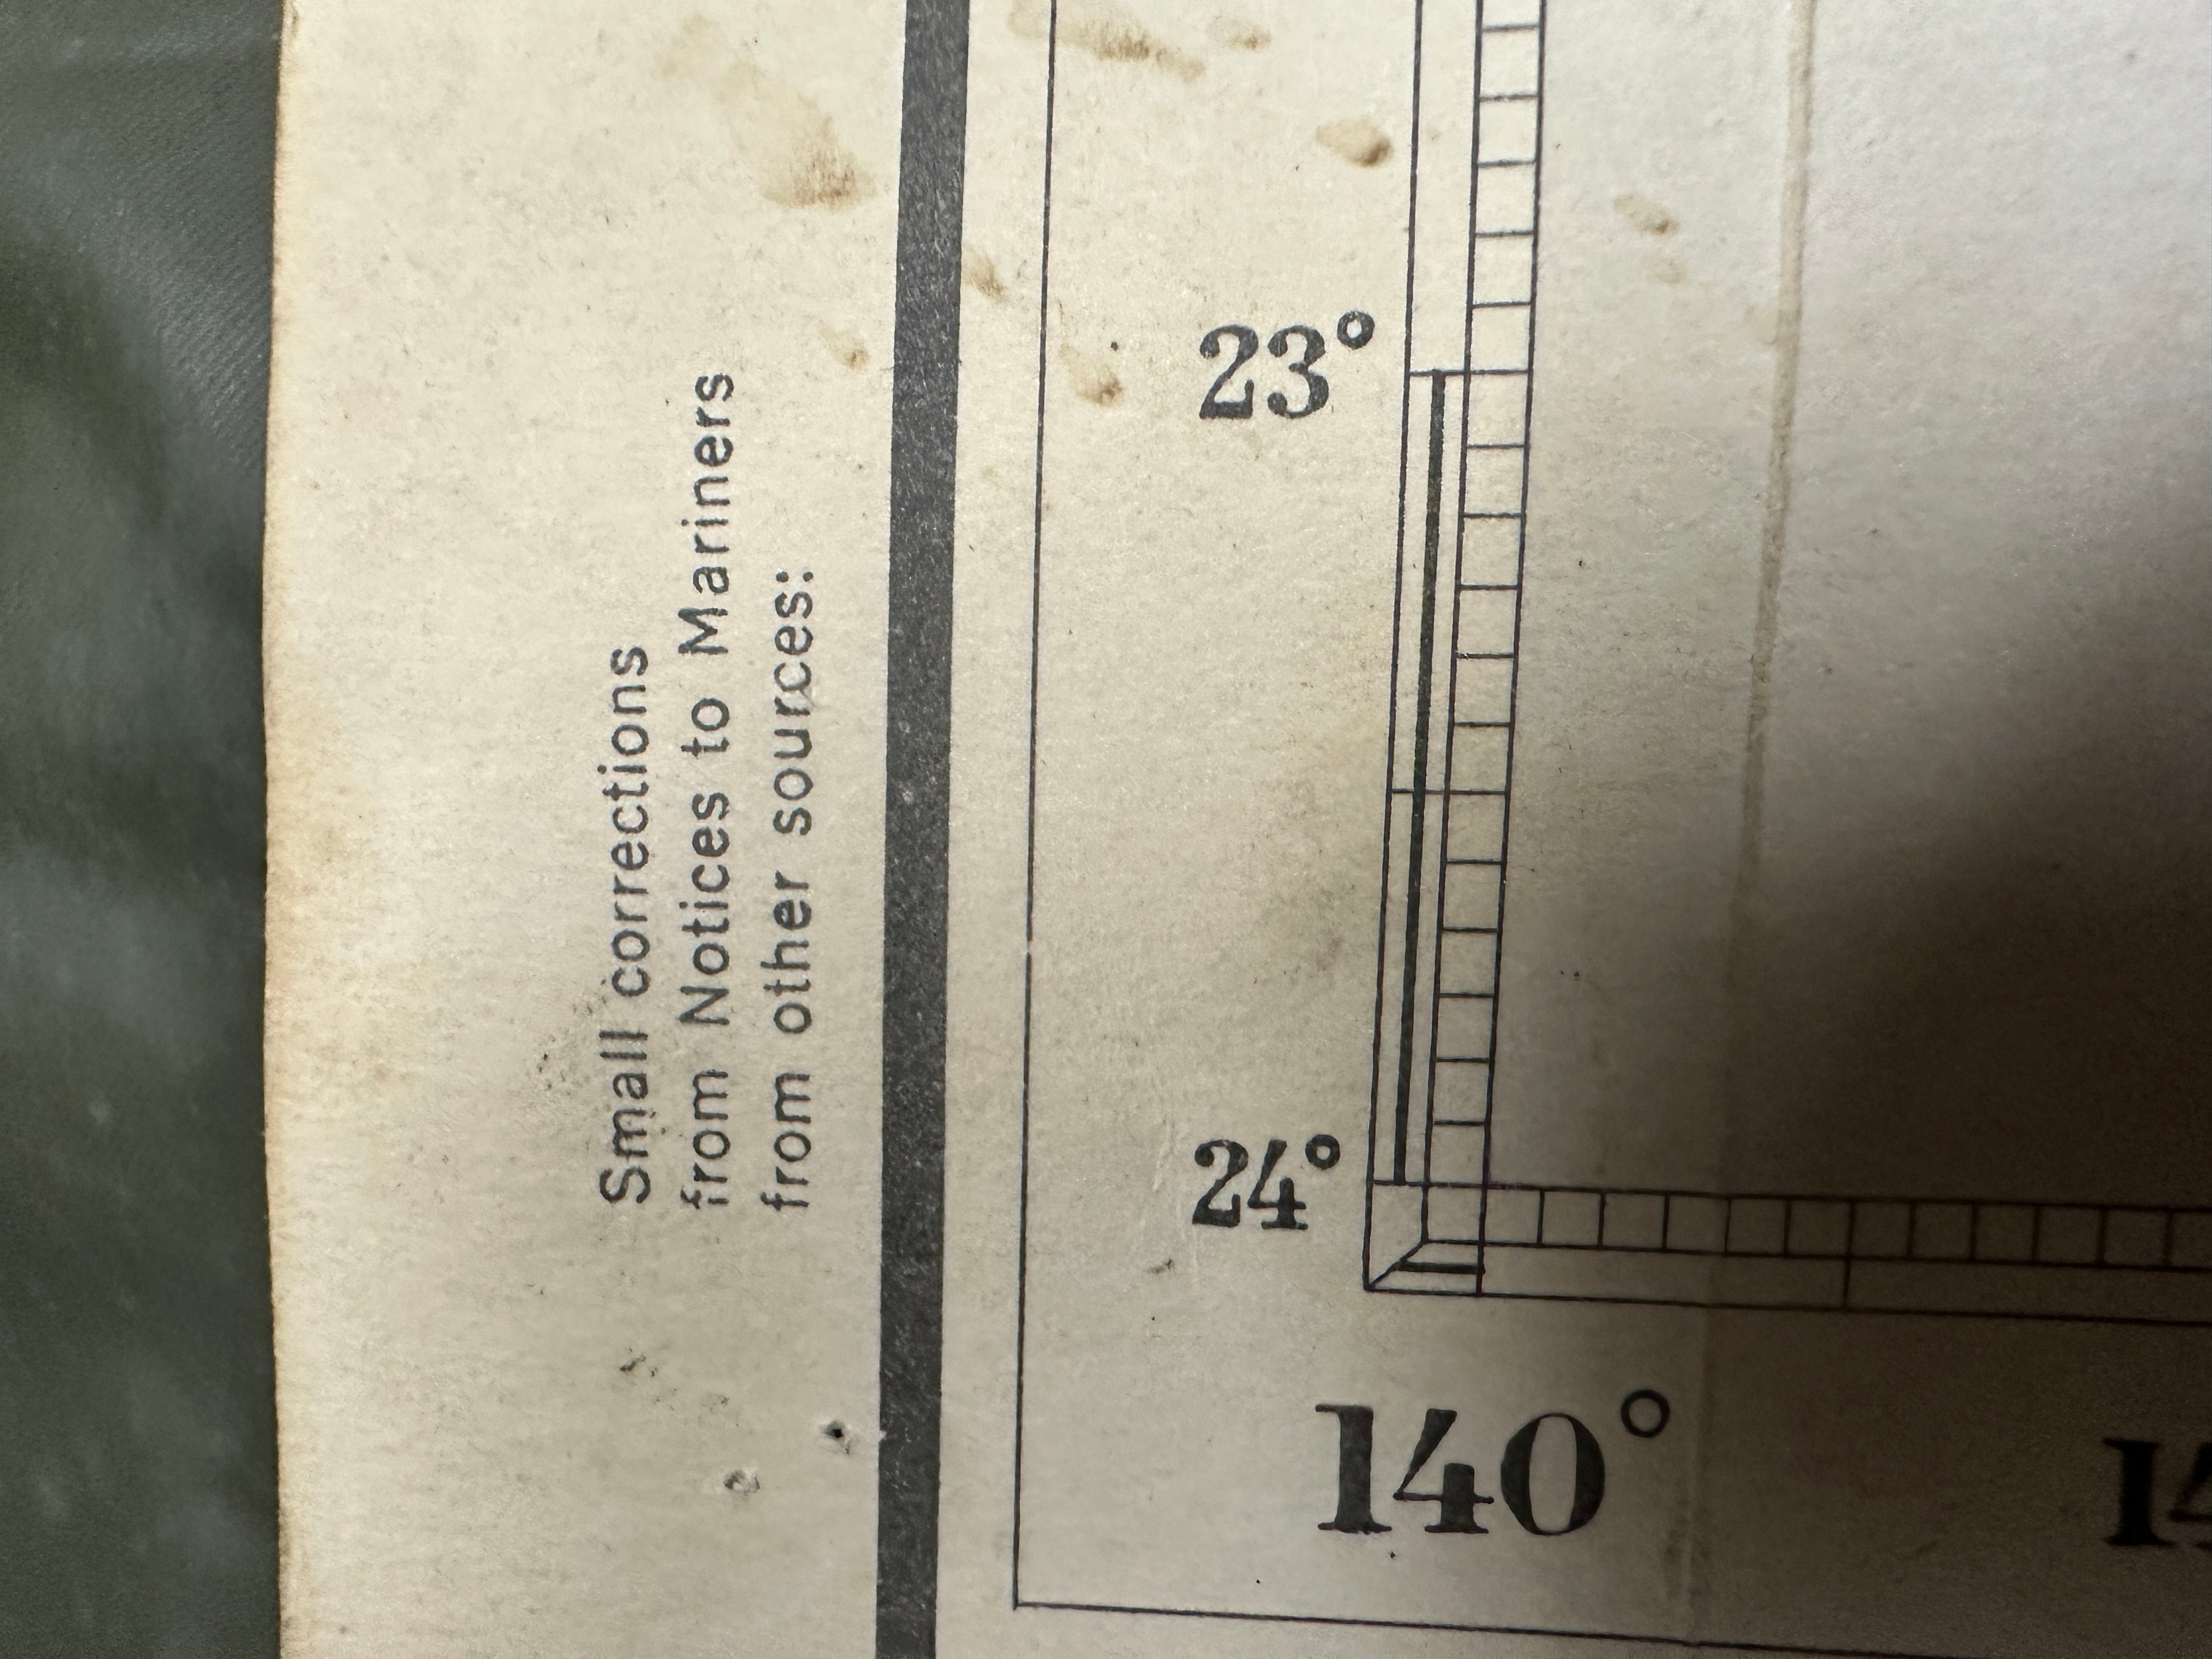 Small corrections
from Notices to Mariners
from other sources:
23°
24°
140°